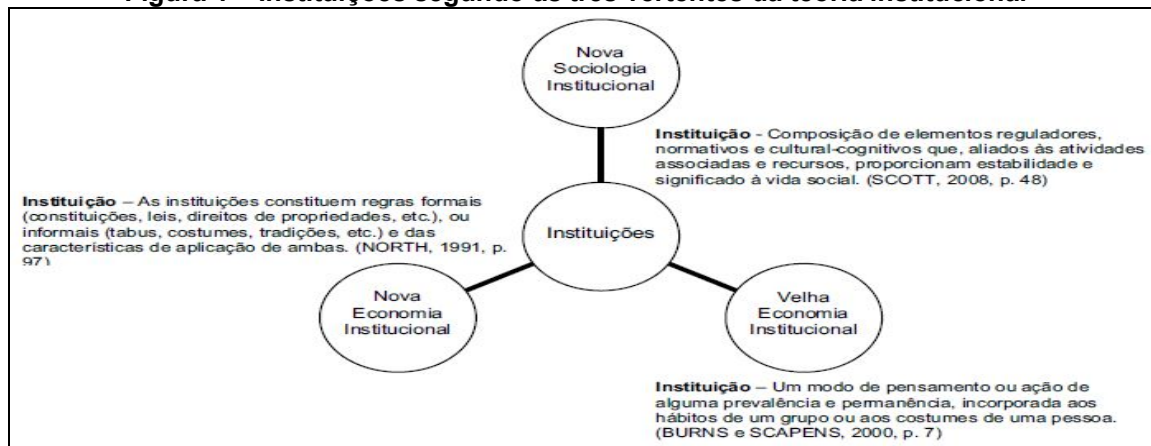 Figura 1 – Instituições segundo as três vertentes da teoria institucional
Nova
Sociologia
Institucional
Instituição - Composição de elementos reguladores,
normativos e cultural-cognitivos que, aliados às atividades
associadas e recursos, proporcionam estabilidade e
significado à vida social. (SCOTT, 2008, p. 48)
Instituição – As instituições constituem regras formais
(constituições, leis, direitos de propriedades, etc.), ou
informais (tabus, costumes, tradições, etc.) e das
características de aplicação de ambas. (NORTH, 1991, p.
97)
Instituições
Nova
Economia
Institucional
Velha
Economia
Institucional
Instituição – Um modo de pensamento ou ação de
alguma prevalência e permanência, incorporada aos
hábitos de um grupo ou aos costumes de uma pessoa.
(BURNS e SCAPENS, 2000, p. 7)